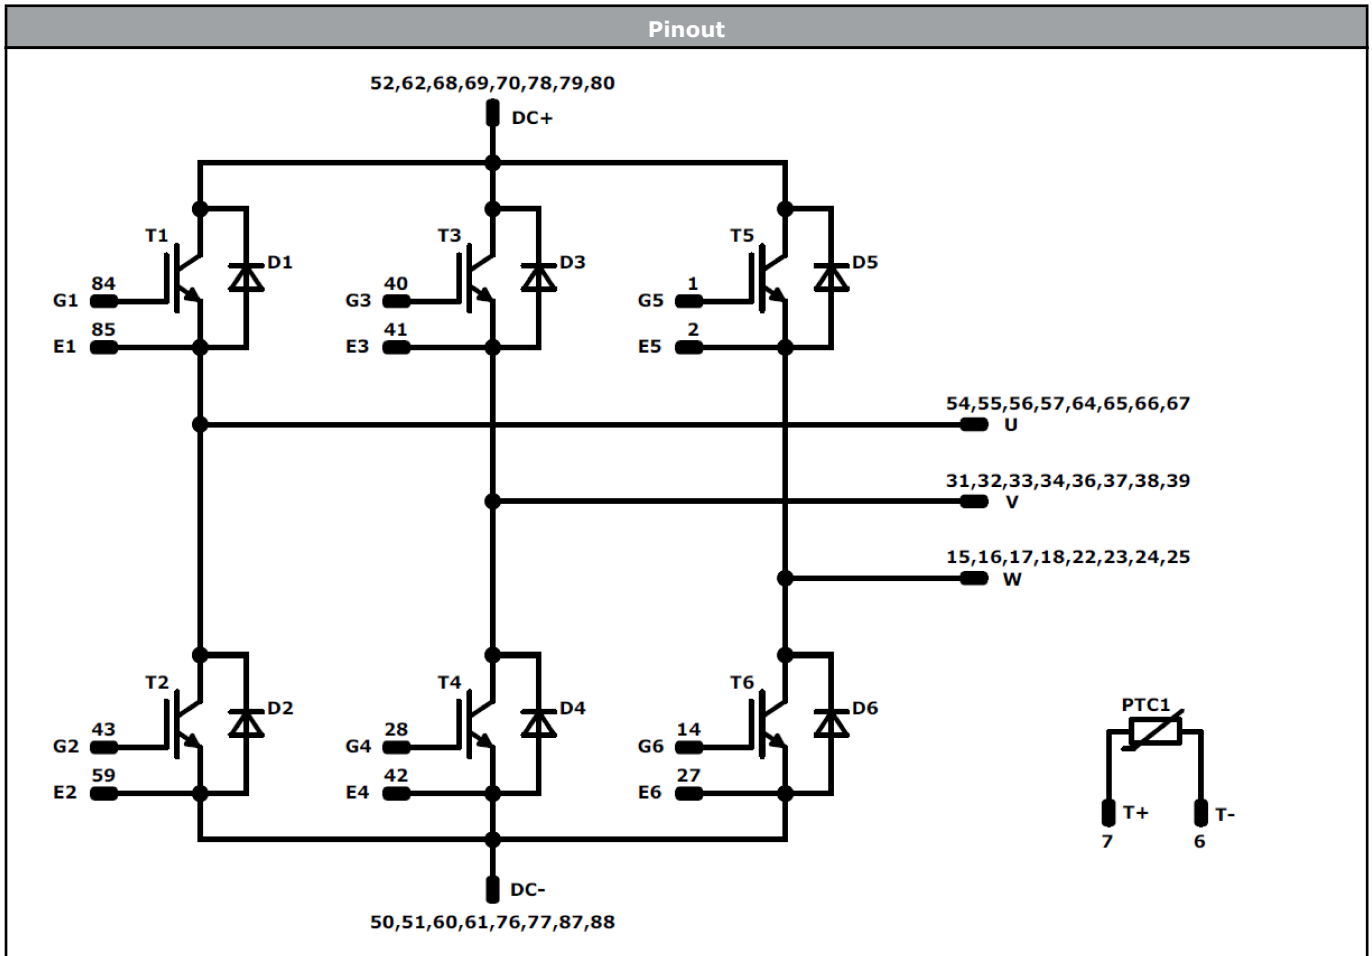 Pinout
52,62,68,69,70,78,79,80
DC+
T1
T3
T5
D1
D3
D5
84
40
1
G1
G3
G5
85
41
2
E1
E3
E5
54,55,56,57,64,65,66,67
U
31,32,33,34,36,37,38,39
V
15,16,17,18,22,23,24,25
W
T2
T4
T6
PTC1
D2
D4
D6
43
28
14
G2
G4
G6
59
42
27
E2
E4
E6
T+
T-
7
6
DC-
50,51,60,61,76,77,87,88